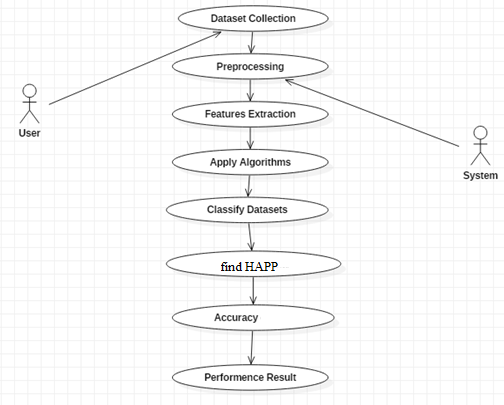 Dataset Collection
Preprocessing
Features Extraction
User
Apply Algorithms
System
Classify Datasets
find HAPP
Accuracy
Performence Result